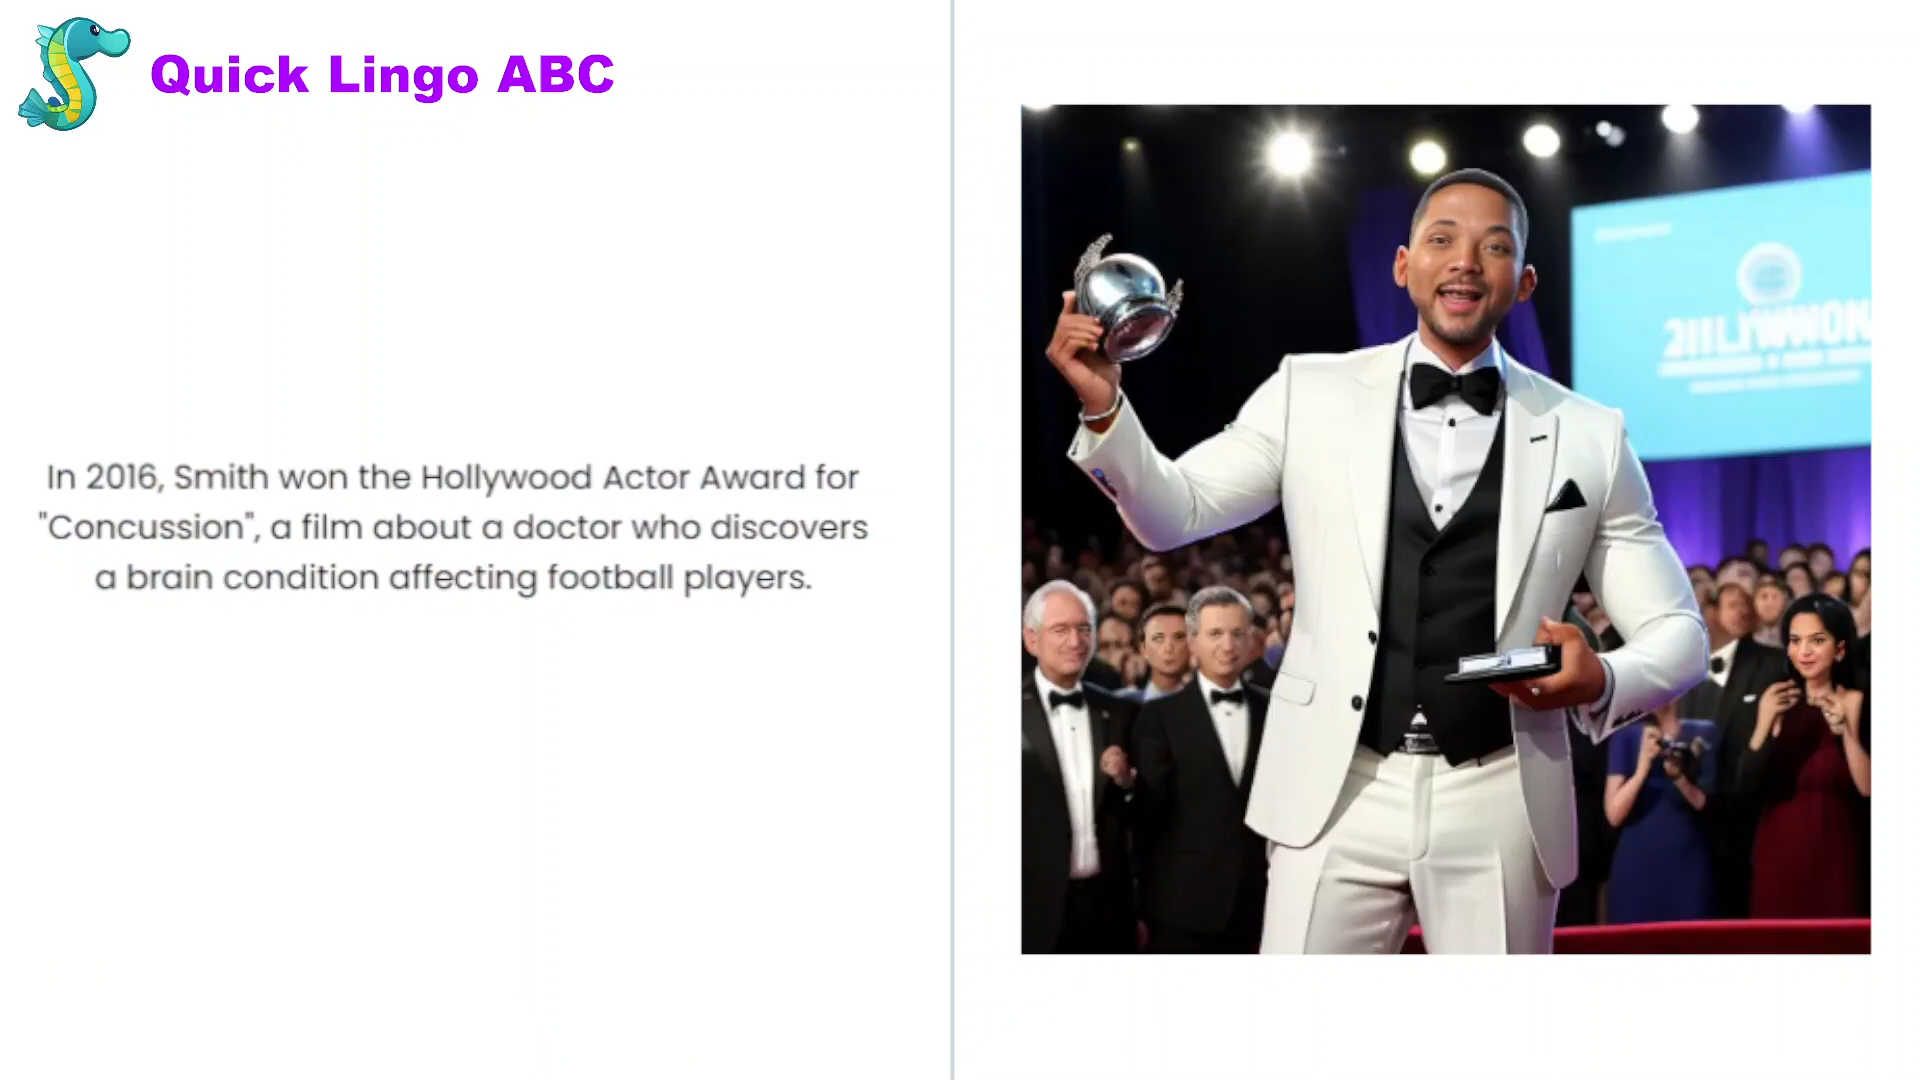 Quick Lingo ABC
In 2016, Smith won the Hollywood Actor Award for
"Concussion", a film about a doctor who discovers
a brain condition affecting football players.